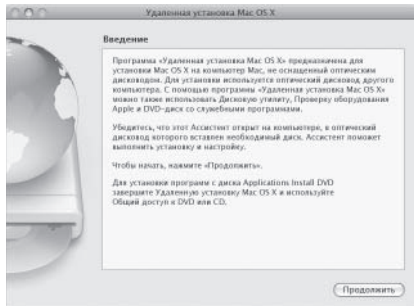 Удаленная установка Mac OS X
Введение
Программа «Удаленная установка Mac OS X» предназначена для
установки Mac OS X на компьютер Mac, не оснащенный оптическим
дисководом. Для установки используется оптический дисковод другого
компьютера. С помощью программы «Удаленная установка Mac OS X»
можно также использовать Дисковую утилиту, Проверку оборудования
Apple и DVD-диск со служебными программами.
Убедитесь, что этот Ассистент открыт на компьютере, в оптический
дисковод которого вставлен необходимый диск. Ассистент поможет
выполнить установку и настройку.
Чтобы начать, нажмите «Продолжить».
Для установки программ с диска Applications Install DVD
завершите Удаленную установку Mac OS X и используйте
Общий доступ к DVD или CD.
Продолжить